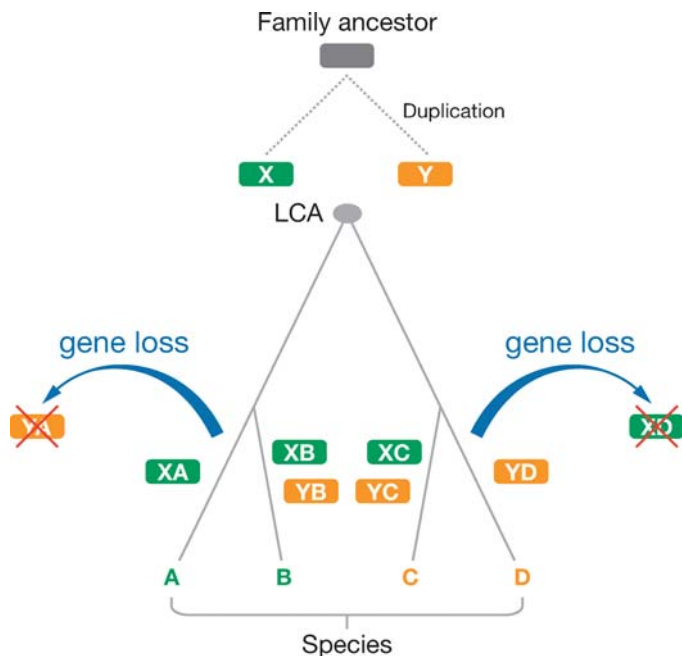 Family ancestor
Duplication
X Y
LCA
gene loss gene loss
YA XA XB XC YD XD
YB YC
A B C D
Species